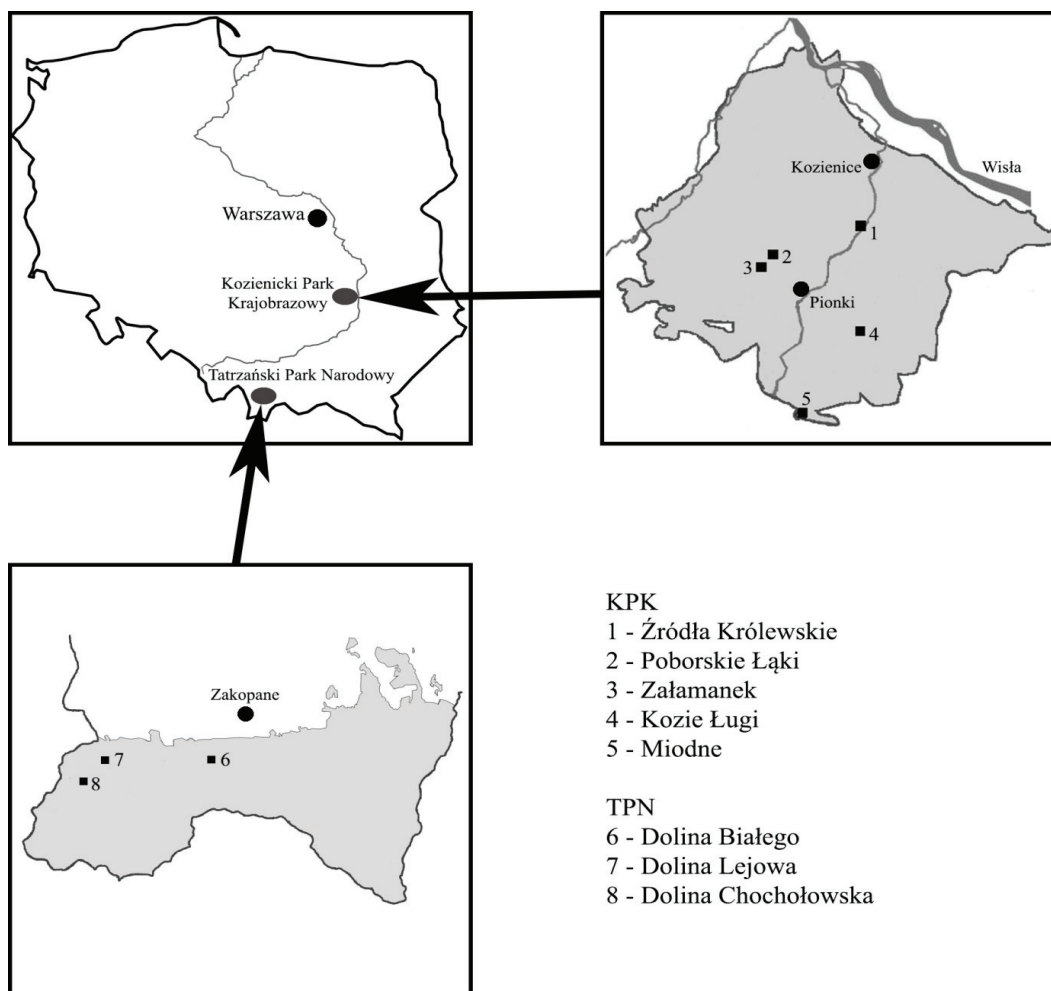 Warszawa
Kozienicki Park
Krajobrazowy
Tatrzański Park Narodowy
Kozienice
Wisła
1
2
3
Pionki
4
5
Zakopane
7
6
8
KPK
1 - Źródła Królewskie
2 - Poborskie Łąki
3 - Załamanek
4 - Kozie Ługi
5 - Miodne
TPN
6 - Dolina Białego
7 - Dolina Lejowa
8 - Dolina Chochołowska